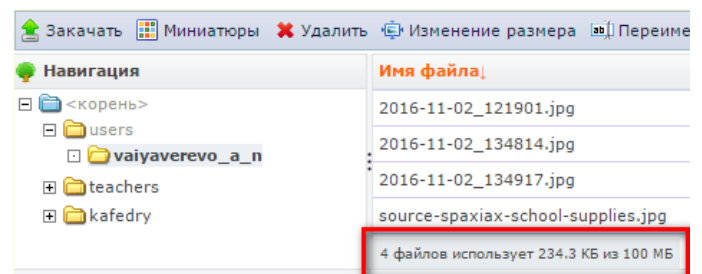 Закачать Миниатюры Удалить Изменение размера Переиме
Навигация
Имя файла↓
<корень>
2016-11-02_121901.jpg
users
2016-11-02_134814.jpg
vaiyaverevo_a_n
2016-11-02_134917.jpg
teachers
kafedry
source-spaxiax-school-supplies.jpg
4 файлов использует 234.3 КБ из 100 МБ